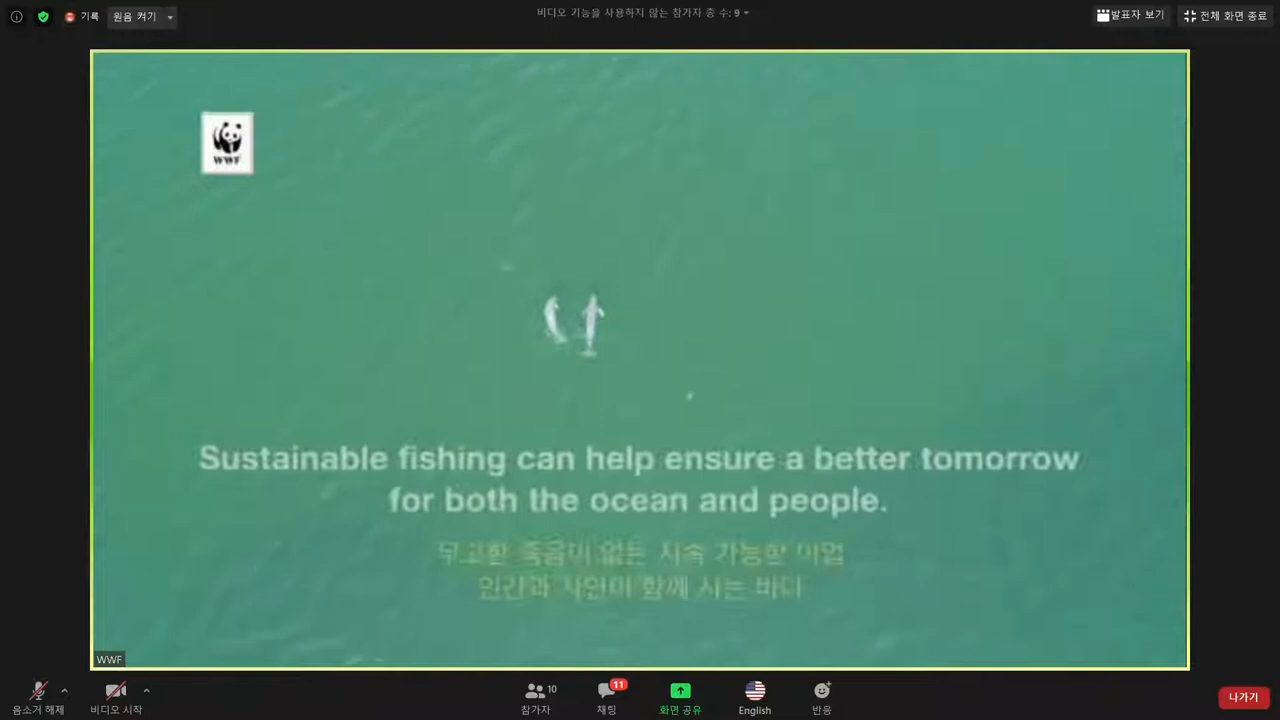 기록
원음 켜기
비디오 기능을 사용하지 않는 참가자 총 수: 9
발표자 보기
전체 화면 종료
WWF
Sustainable fishing can help ensure a better tomorrow
for both the ocean and people.
무고한 죽음이 없는 지속 가능한 어업
인간과 자연이 함께 사는 바다
WWF
음소거 해제
비디오 시작
10
참가자
11
채팅
화면 공유
English
반응
나가기